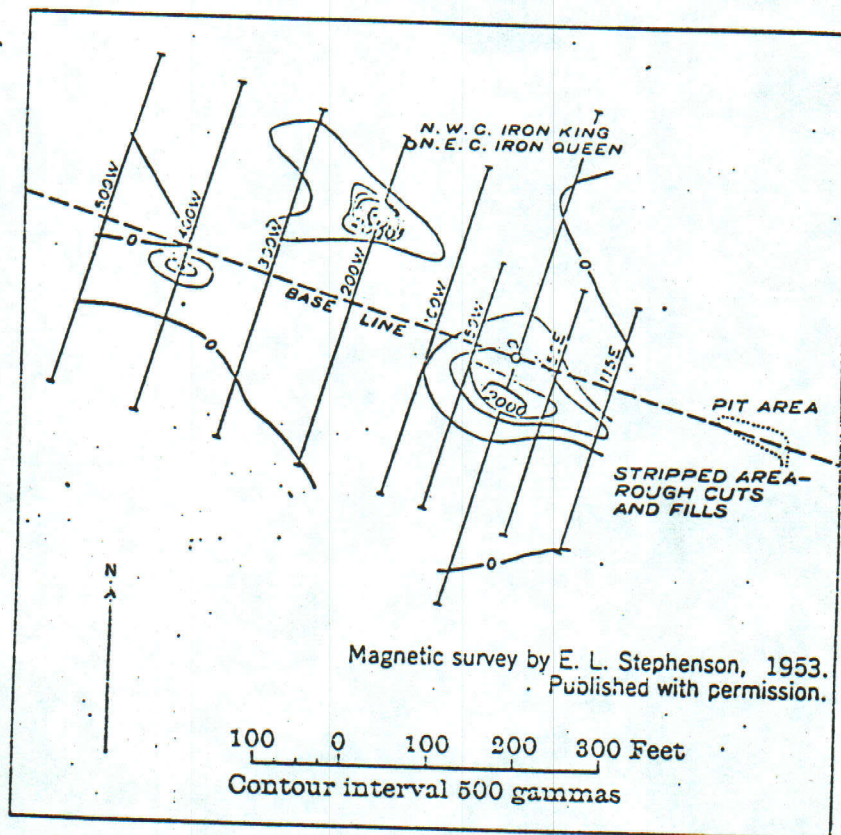 N.W.C. IRON KING
N.E.C. IRON QUEEN
500W
400W
300W
200W
100W
150W
0
115E
0
0
0
0
0
BASE LINE
2000
PIT AREA
STRIPPED AREA-
ROUGH CUTS
AND FILLS
N
Magnetic survey by E. L. Stephenson, 1953.
Published with permission.
100 0 100 200 300 Feet
Contour interval 500 gammas